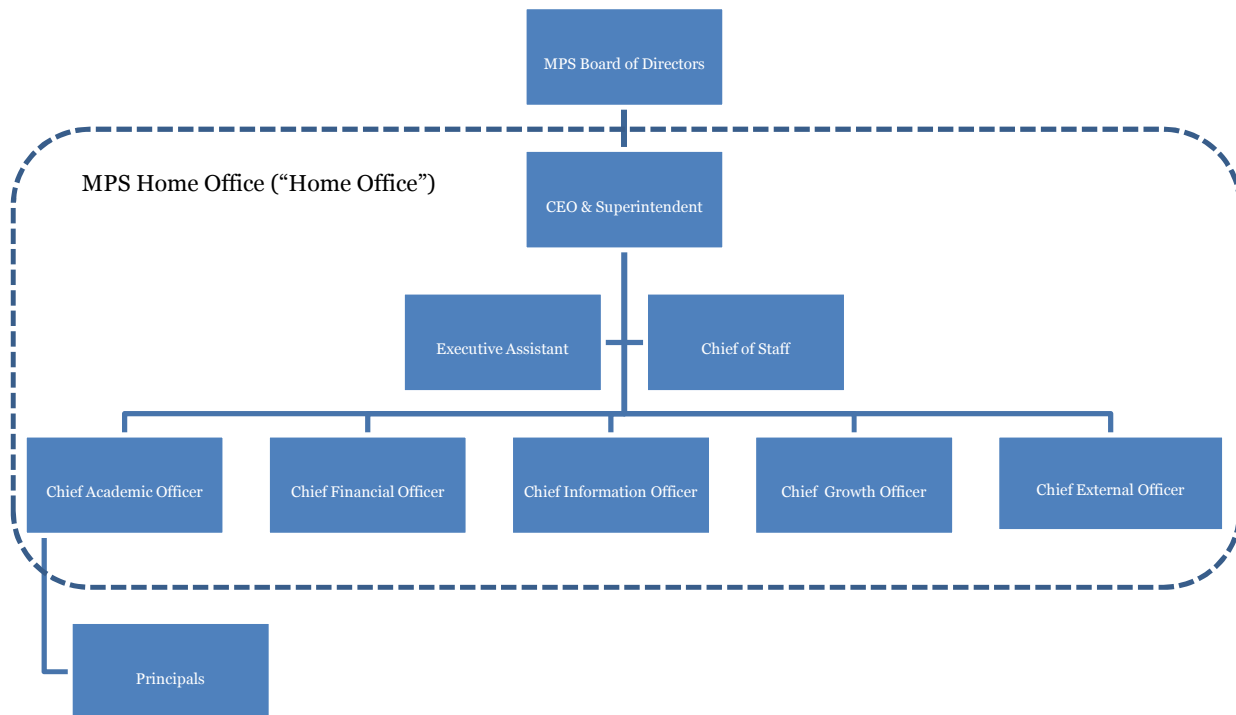 MPS Board of Directors
MPS Home Office (“Home Office”)
CEO & Superintendent
Executive Assistant
Chief of Staff
Chief Academic Officer
Chief Financial Officer
Chief Information Officer
Chief  Growth Officer
Chief External Officer
Principals